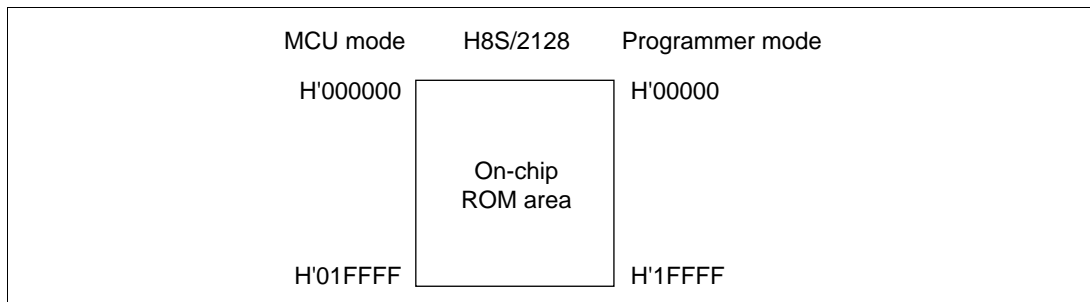 MCU mode H8S/2128 Programmer mode
H'000000 H'00000
On-chip
ROM area
H'01FFFF H'1FFFF